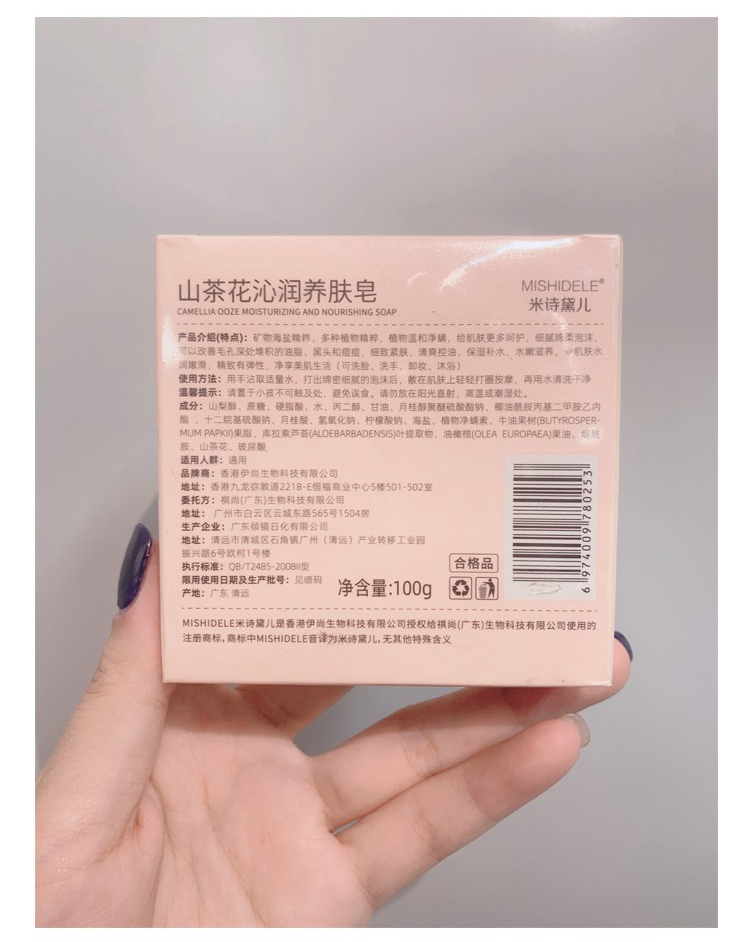 山茶花沁润养肤皂
CAMELLIA OOZE MOISTURIZING AND NOURISHING SOAP
MISHIDELE®
米诗黛儿
产品介绍(特点)：矿物海盐精粹、多种植物精粹，植物温和净螨，给肌肤更多呵护，细腻绵柔泡沫，
可以改善毛孔深处堆积的油脂、黑头和痘痘，细致紧肤、清爽控油、保湿补水、水嫩滋养，令肌肤水
润嫩滑，精致有弹性，净享美肌生活（可洗脸、洗手、卸妆、沐浴）
使用方法：用手沾取适量水，打出绵密细腻的泡沫后，敷在肌肤上轻轻打圈按摩，再用水清洗干净
温馨提示：请置于小孩不可触及处，避免误食。请勿放在阳光直射、高温或潮湿处。
成分：山梨醇、蔗糖、硬脂酸、水、丙二醇、甘油、月桂醇聚醚硫酸酯钠、椰油酰胺丙基二甲胺乙内
酯 、十二烷基硫酸钠、月桂酸、氢氧化钠、柠檬酸钠、海盐、植物净螨素、牛油果树(BUTYROSPER-
MUM PAPKII)果脂、库拉索芦荟(ALOEBARBADENSIS)叶提取物，油橄榄(OLEA EUROPAEA)果油、烟酰
胺、山茶花、玻尿酸
适用人群：通用
品牌商：香港伊尚生物科技有限公司
地址：香港九龙弥敦道221B-E恒福商业中心5楼501-502室
委托方：祺尚(广东)生物科技有限公司
地址： 广州市白云区云城东路565号1504房
生产企业：广东倾镜日化有限公司
地址：清远市清城区石角镇广州（清远）产业转移工业园
振兴路6号欧柯1号楼
执行标准：QB/T2485-2008II型
限用使用日期及生产批号：见喷码
产地：广东 清远
净含量:100g
合格品
6 974009 780253
MISHIDELE米诗黛儿是香港伊尚生物科技有限公司授权给祺尚(广东)生物科技有限公司使用的
注册商标，商标中MISHIDELE音译为米诗黛儿，无其他特殊含义